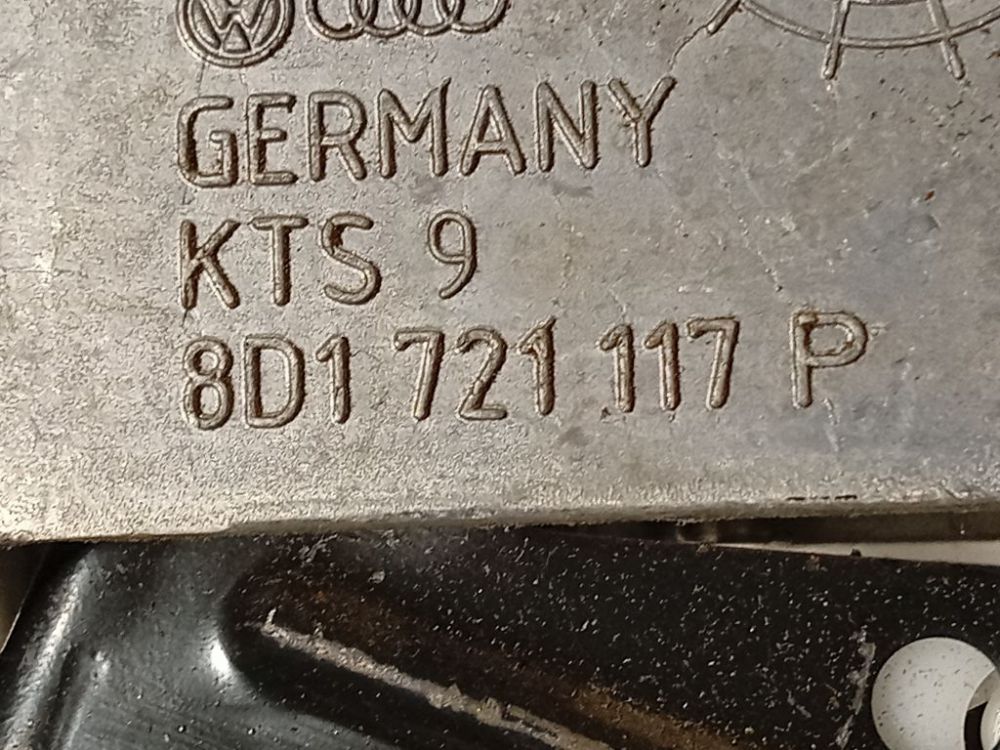 GERMANY
KTS 9
8D1 721 117 P